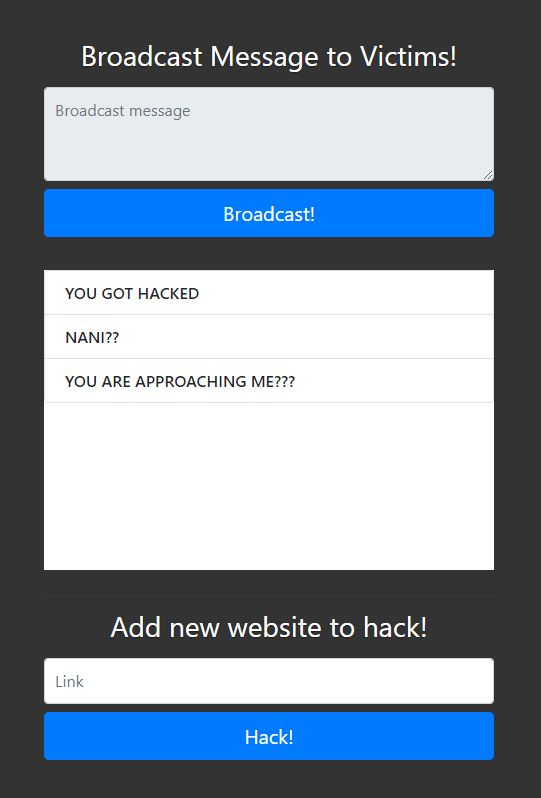 Broadcast Message to Victims!
Broadcast message
Broadcast!
YOU GOT HACKED
NANI??
YOU ARE APPROACHING ME???
Add new website to hack!
Link
Hack!